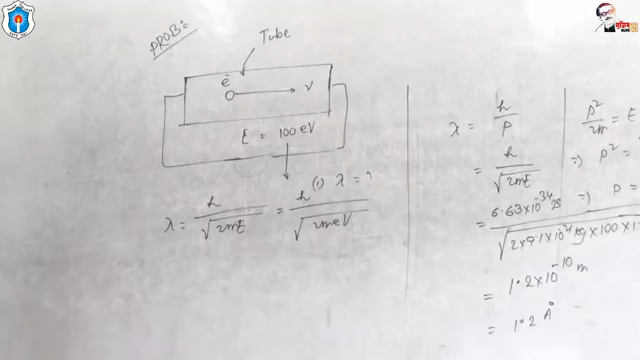 PROB:
Tube
e⁻
v
E = 100 eV
(i) λ = ?
λ = h/√2mE = h/√2meV
λ = h/p
= h/√2mE
= 6.63×10⁻³⁴ Js / √2×9.1×10⁻³¹ kg×100×1.
= 1.2×10⁻¹⁰ m
= 1.2 A°
p²/2m = E
⇒ p² =
⇒ p =